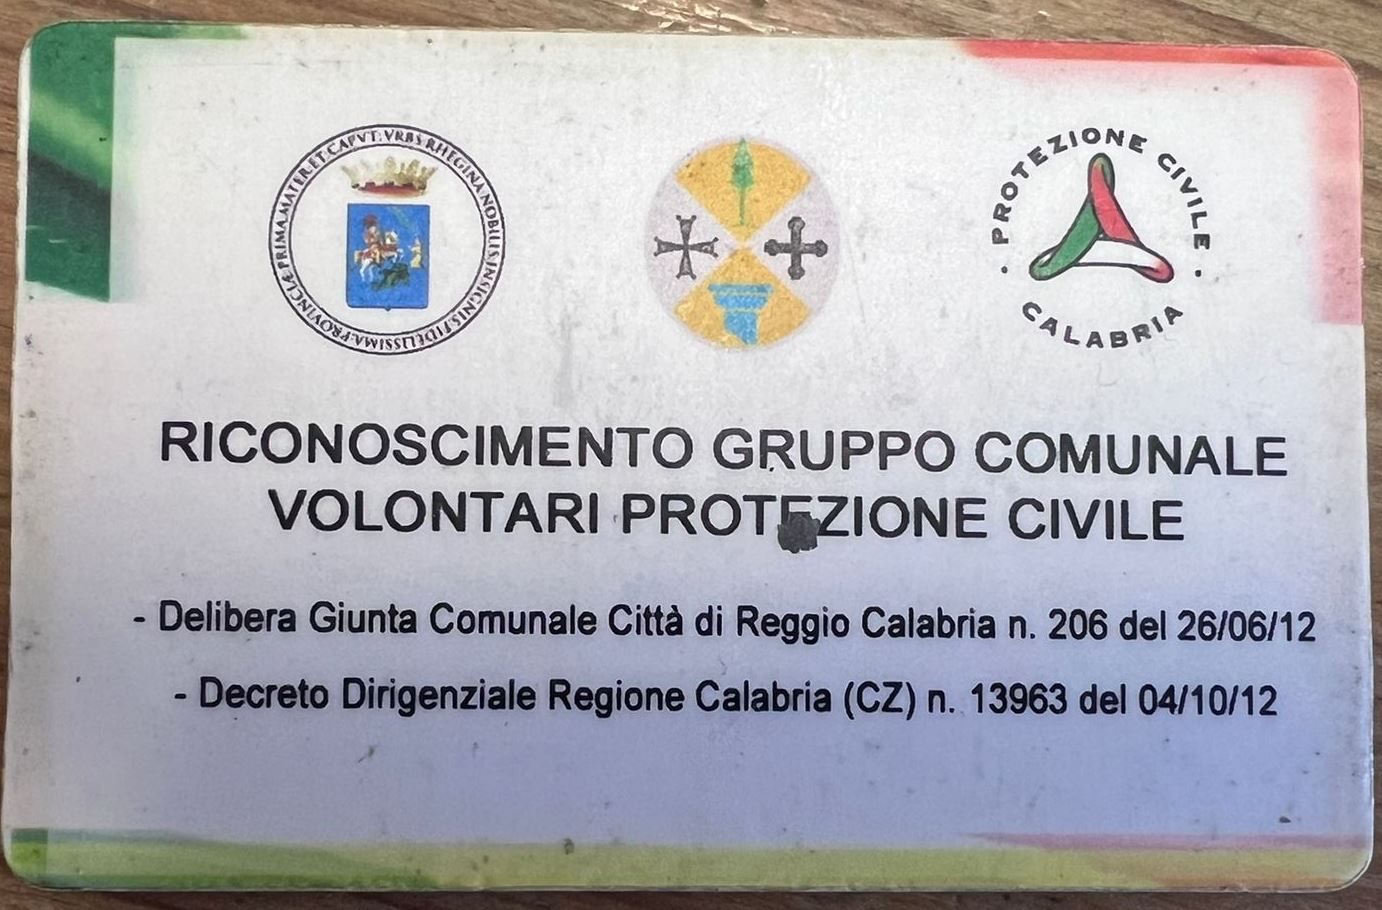 PROVINCIÆ.PRIMA.MATER.ET.CAPVT:VRBS.RHEGINA.NOBILIS.INSIGNIS.FIDELISSIMA:
PROTEZIONE CIVILE
CALABRIA
RICONOSCIMENTO GRUPPO COMUNALE
VOLONTARI PROTEZIONE CIVILE
- Delibera Giunta Comunale Città di Reggio Calabria n. 206 del 26/06/12
- Decreto Dirigenziale Regione Calabria (CZ) n. 13963 del 04/10/12